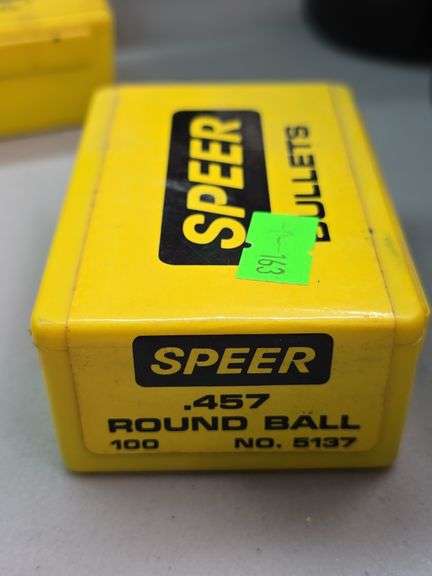 SPEER
BULLETS
163
SPEER
.457
ROUND BALL
100 NO. 5137